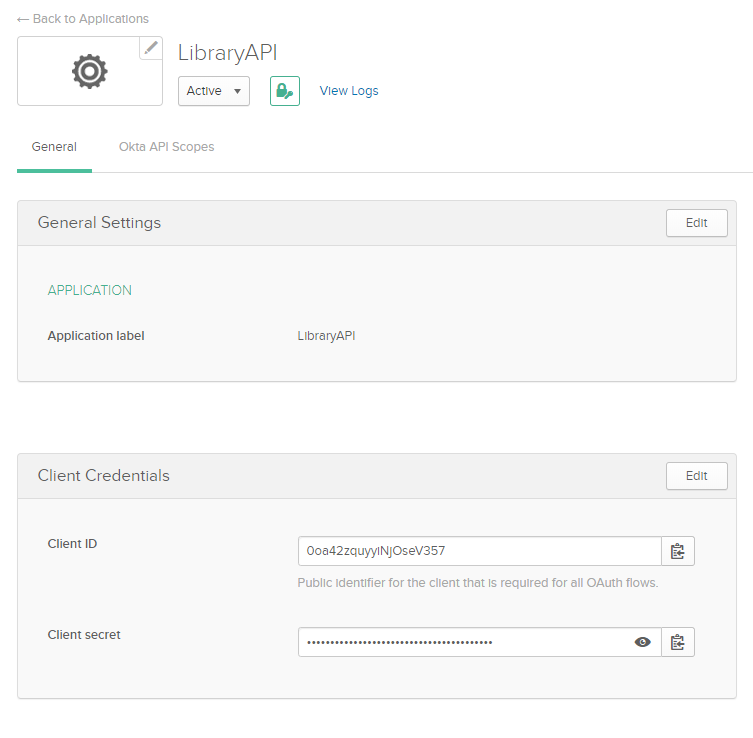 ← Back to Applications
LibraryAPI
Active
View Logs
General
Okta API Scopes
General Settings
Edit
APPLICATION
Application label
LibraryAPI
Client Credentials
Edit
Client ID
0oa42zquyyiNjOseV357
Public identifier for the client that is required for all OAuth flows.
Client secret
••••••••••••••••••••••••••••••••••••••••